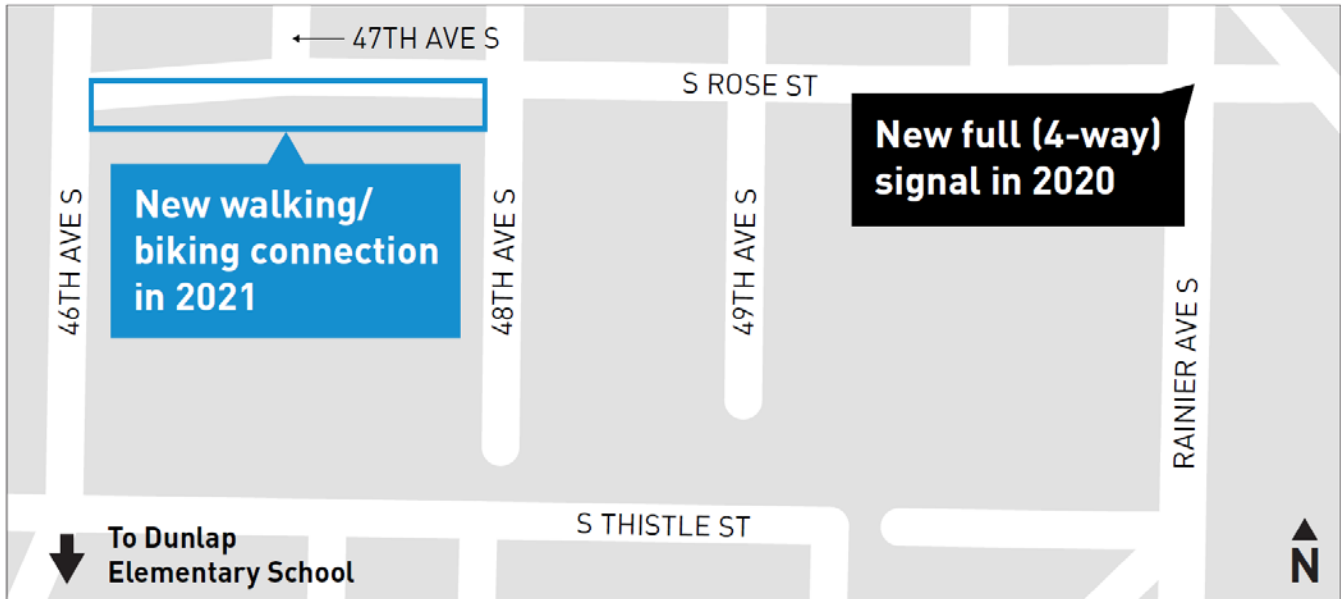 47TH AVE S
S ROSE ST
New full (4-way)
signal in 2020
New walking/
biking connection
in 2021
46TH AVE S
48TH AVE S
49TH AVE S
RAINIER AVE S
S THISTLE ST
To Dunlap
Elementary School
N